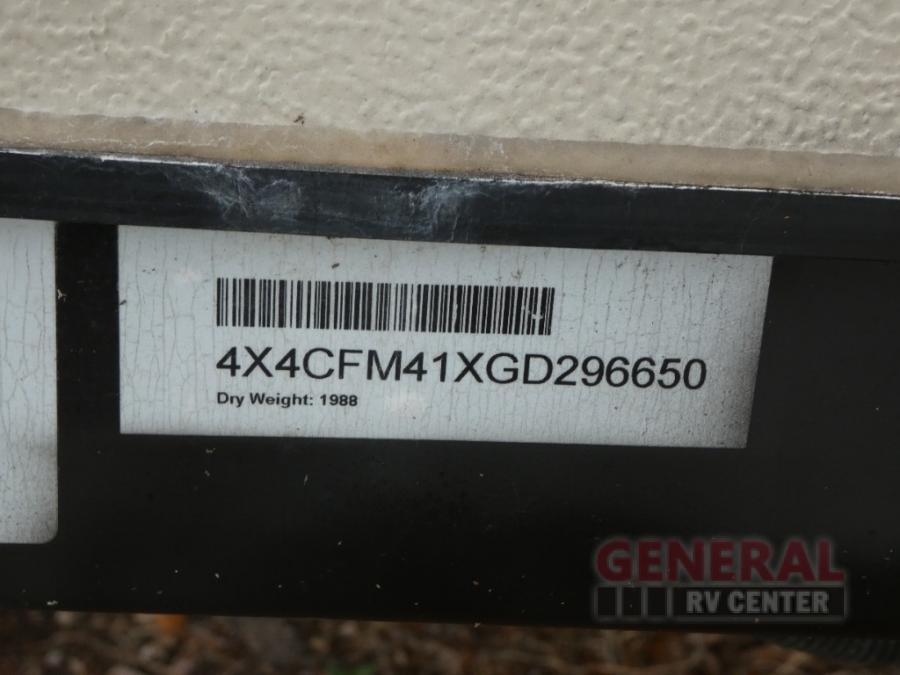 4X4CFM41XGD296650
Dry Weight: 1988
GENERAL
RV CENTER